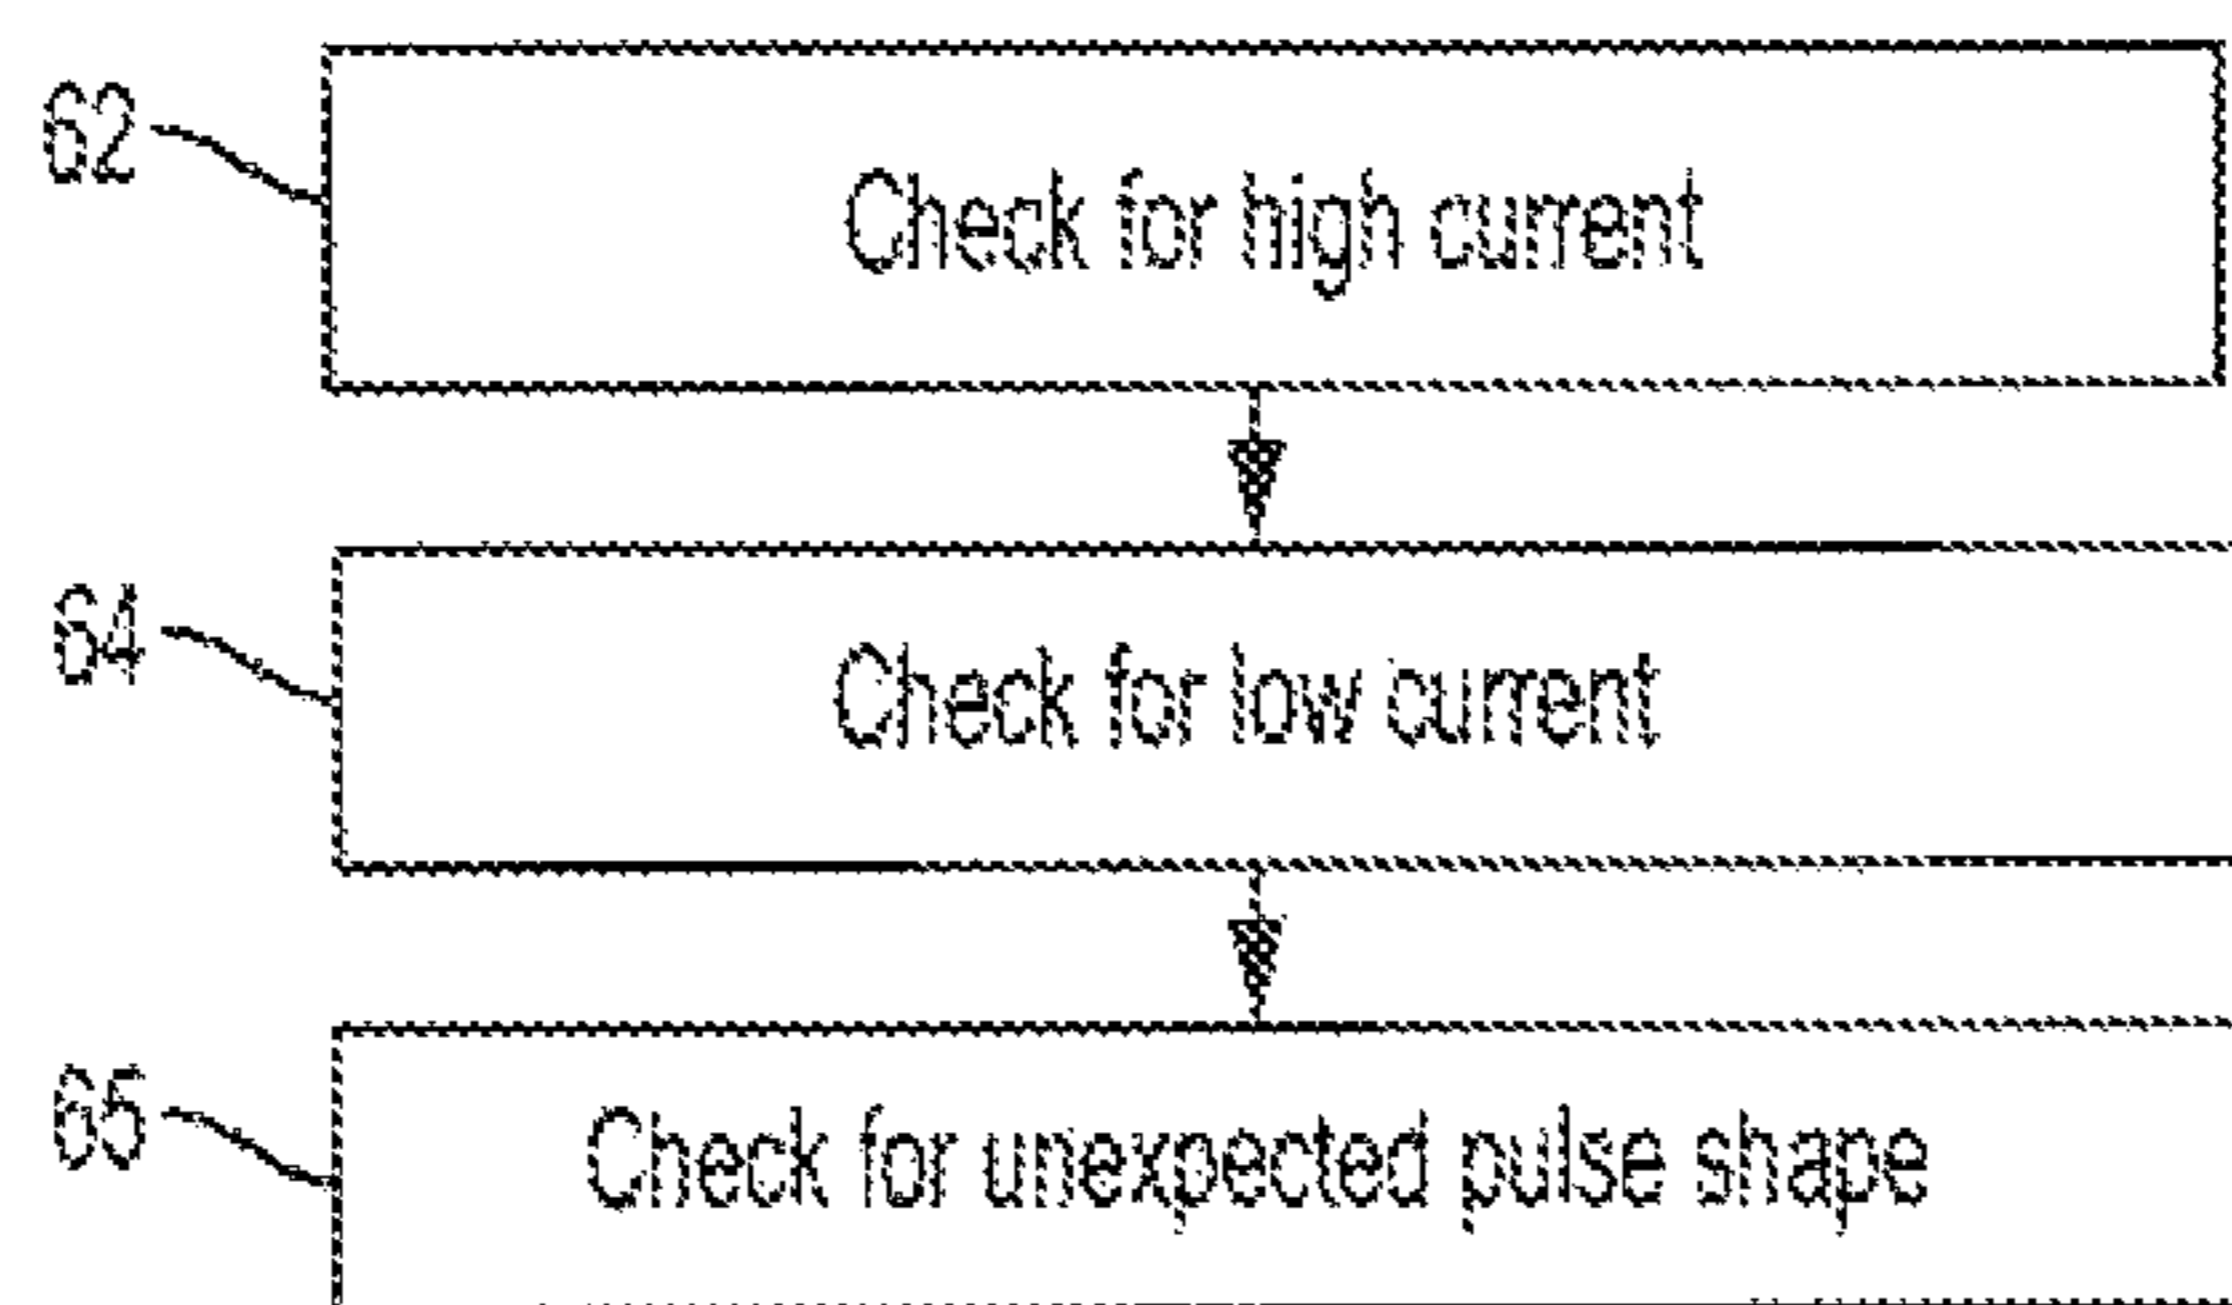 62
Check for high current
64
Check for low current
65
Check for unexpected pulse shape